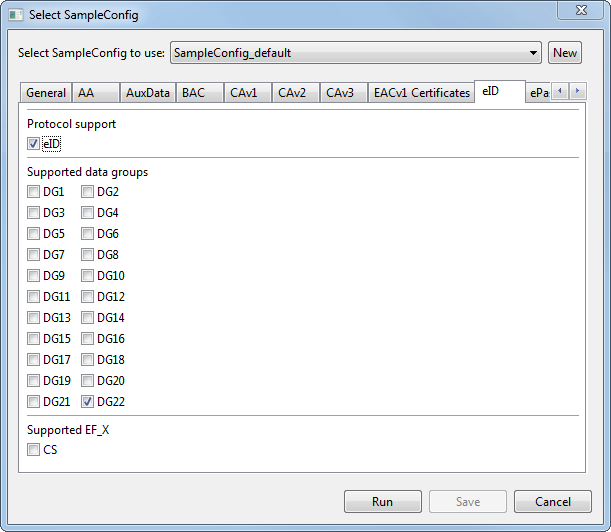 Select SampleConfig
Select SampleConfig to use: SampleConfig_default New
General AA AuxData BAC CAv1 CAv2 CAv3 EACv1 Certificates eID ePa
Protocol support
eID
Supported data groups
DG1 DG2
DG3 DG4
DG5 DG6
DG7 DG8
DG9 DG10
DG11 DG12
DG13 DG14
DG15 DG16
DG17 DG18
DG19 DG20
DG21 DG22
Supported EF_X
CS
Run Save Cancel